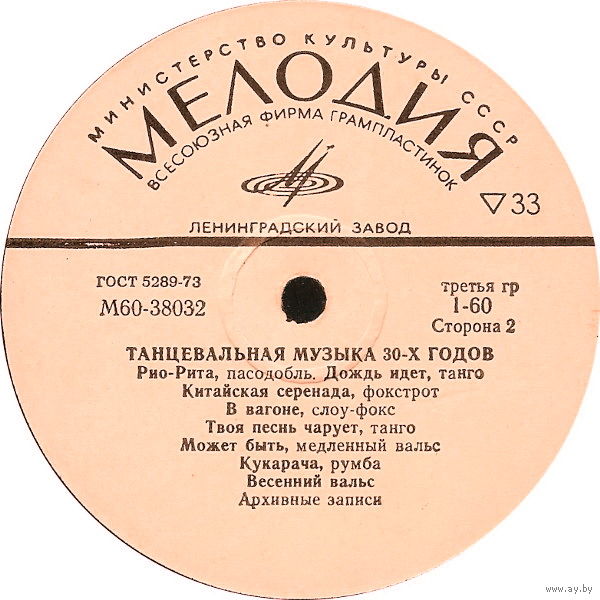 МИНИСТЕРСТВО КУЛЬТУРЫ СССР
МЕЛОДИЯ
ВСЕСОЮЗНАЯ ФИРМА ГРАМПЛАСТИНОК
▽33
ЛЕНИНГРАДСКИЙ ЗАВОД
ГОСТ 5289-73
М60-38032
третья гр
1-60
Сторона 2
ТАНЦЕВАЛЬНАЯ МУЗЫКА 30-Х ГОДОВ
Рио-Рита, пасодобль. Дождь идет, танго
Китайская серенада, фокстрот
В вагоне, слоу-фокс
Твоя песнь чарует, танго
Может быть, медленный вальс
Кукарача, румба
Весенний вальс
Архивные записи
www.ay.by